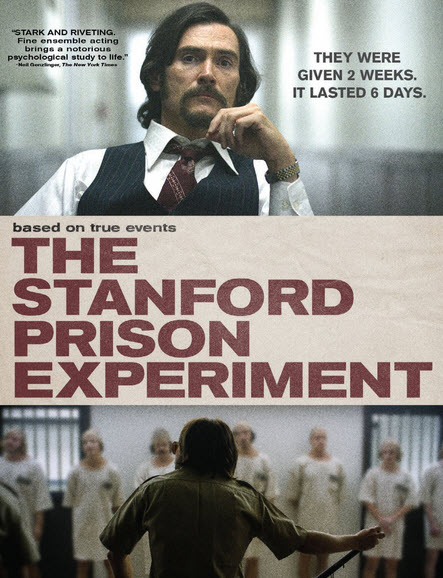 "STARK AND RIVETING.
Fine ensemble acting
brings a notorious
psychological study to life."
-Neil Genzlinger, The New York Times
THEY WERE
GIVEN 2 WEEKS.
IT LASTED 6 DAYS.
based on true events
THE
STANFORD
PRISON
EXPERIMENT